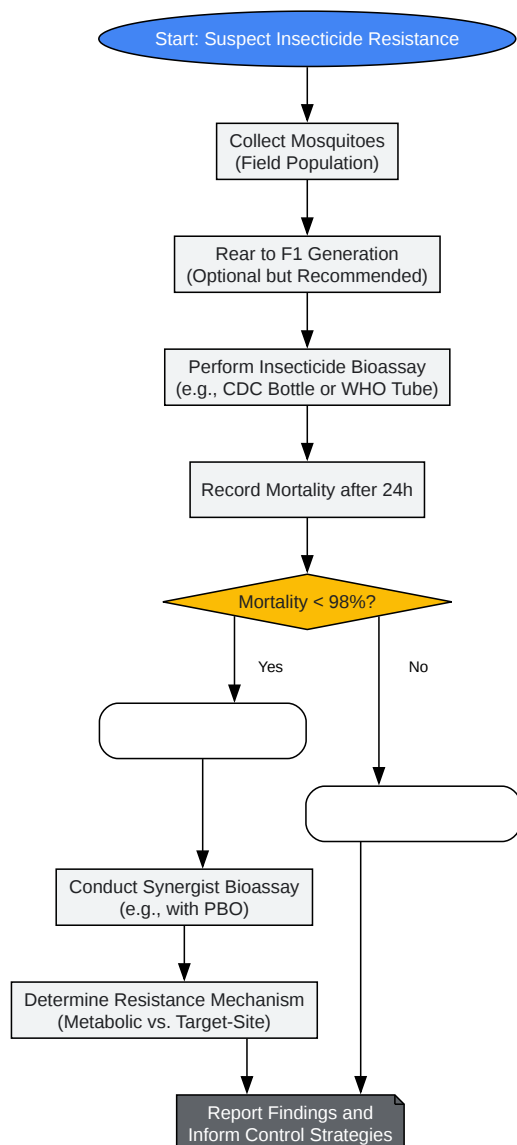 Start: Suspect Insecticide Resistance
Collect Mosquitoes
(Field Population)
Rear to F1 Generation
(Optional but Recommended)
Perform Insecticide Bioassay
(e.g., CDC Bottle or WHO Tube)
Record Mortality after 24h
Mortality < 98%?
Yes
No
Conduct Synergist Bioassay
(e.g., with PBO)
Determine Resistance Mechanism
(Metabolic vs. Target-Site)
Report Findings and
Inform Control Strategies